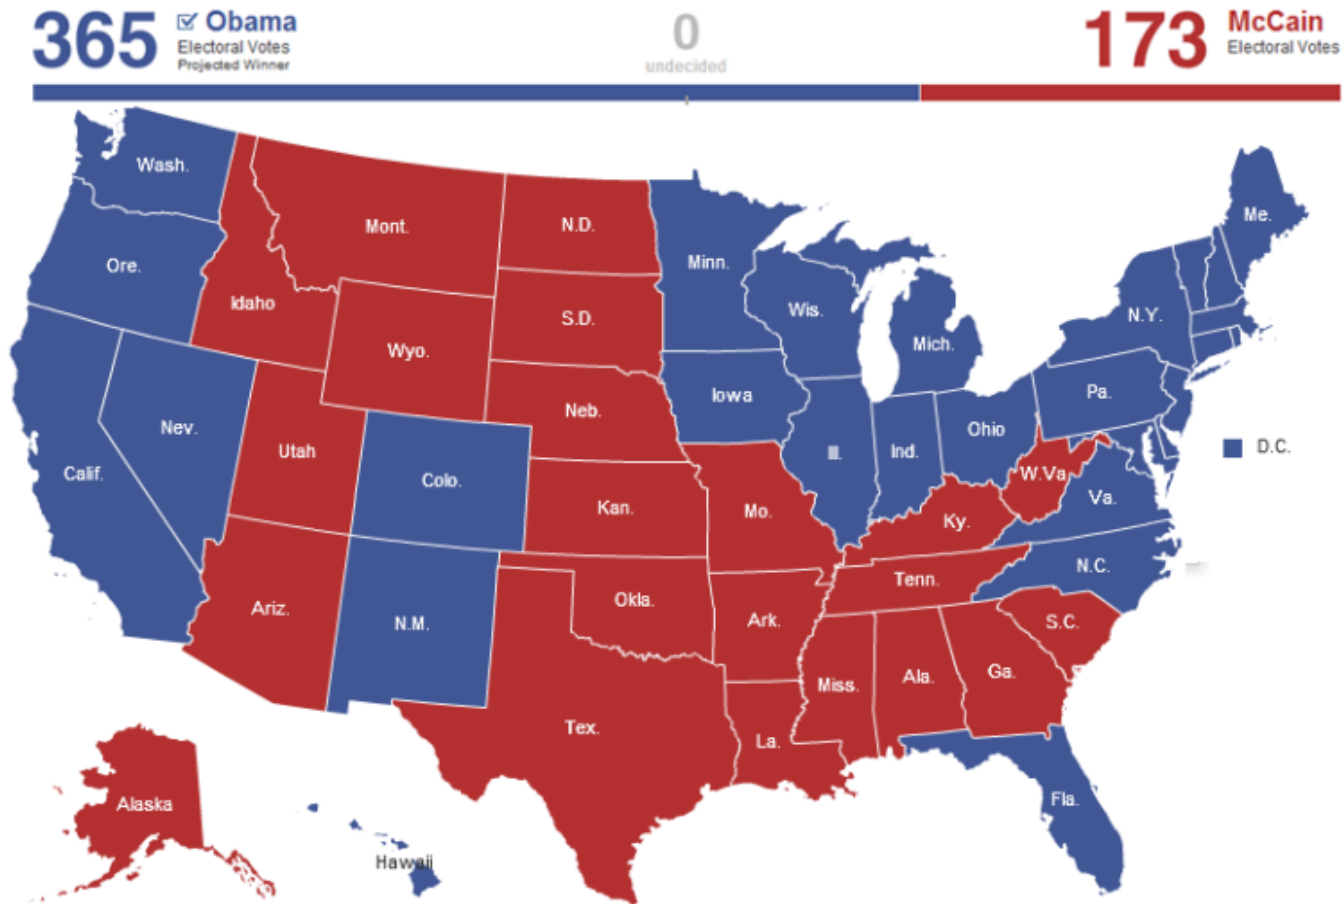 365
Obama
Electoral Votes
Projected Winner
0
undecided
173
McCain
Electoral Votes
Wash.
Ore.
Calif.
Nev.
Idaho
Mont.
Wyo.
Utah
Colo.
Ariz.
N.M.
N.D.
S.D.
Neb.
Kan.
Okla.
Tex.
Minn.
Iowa
Mo.
Ark.
La.
Wis.
Ill.
Mich.
Ind.
Ohio
Ky.
Tenn.
Miss.
Ala.
Ga.
Fla.
S.C.
N.C.
Va.
W.Va
Pa.
N.Y.
Me.
D.C.
Alaska
Hawaii